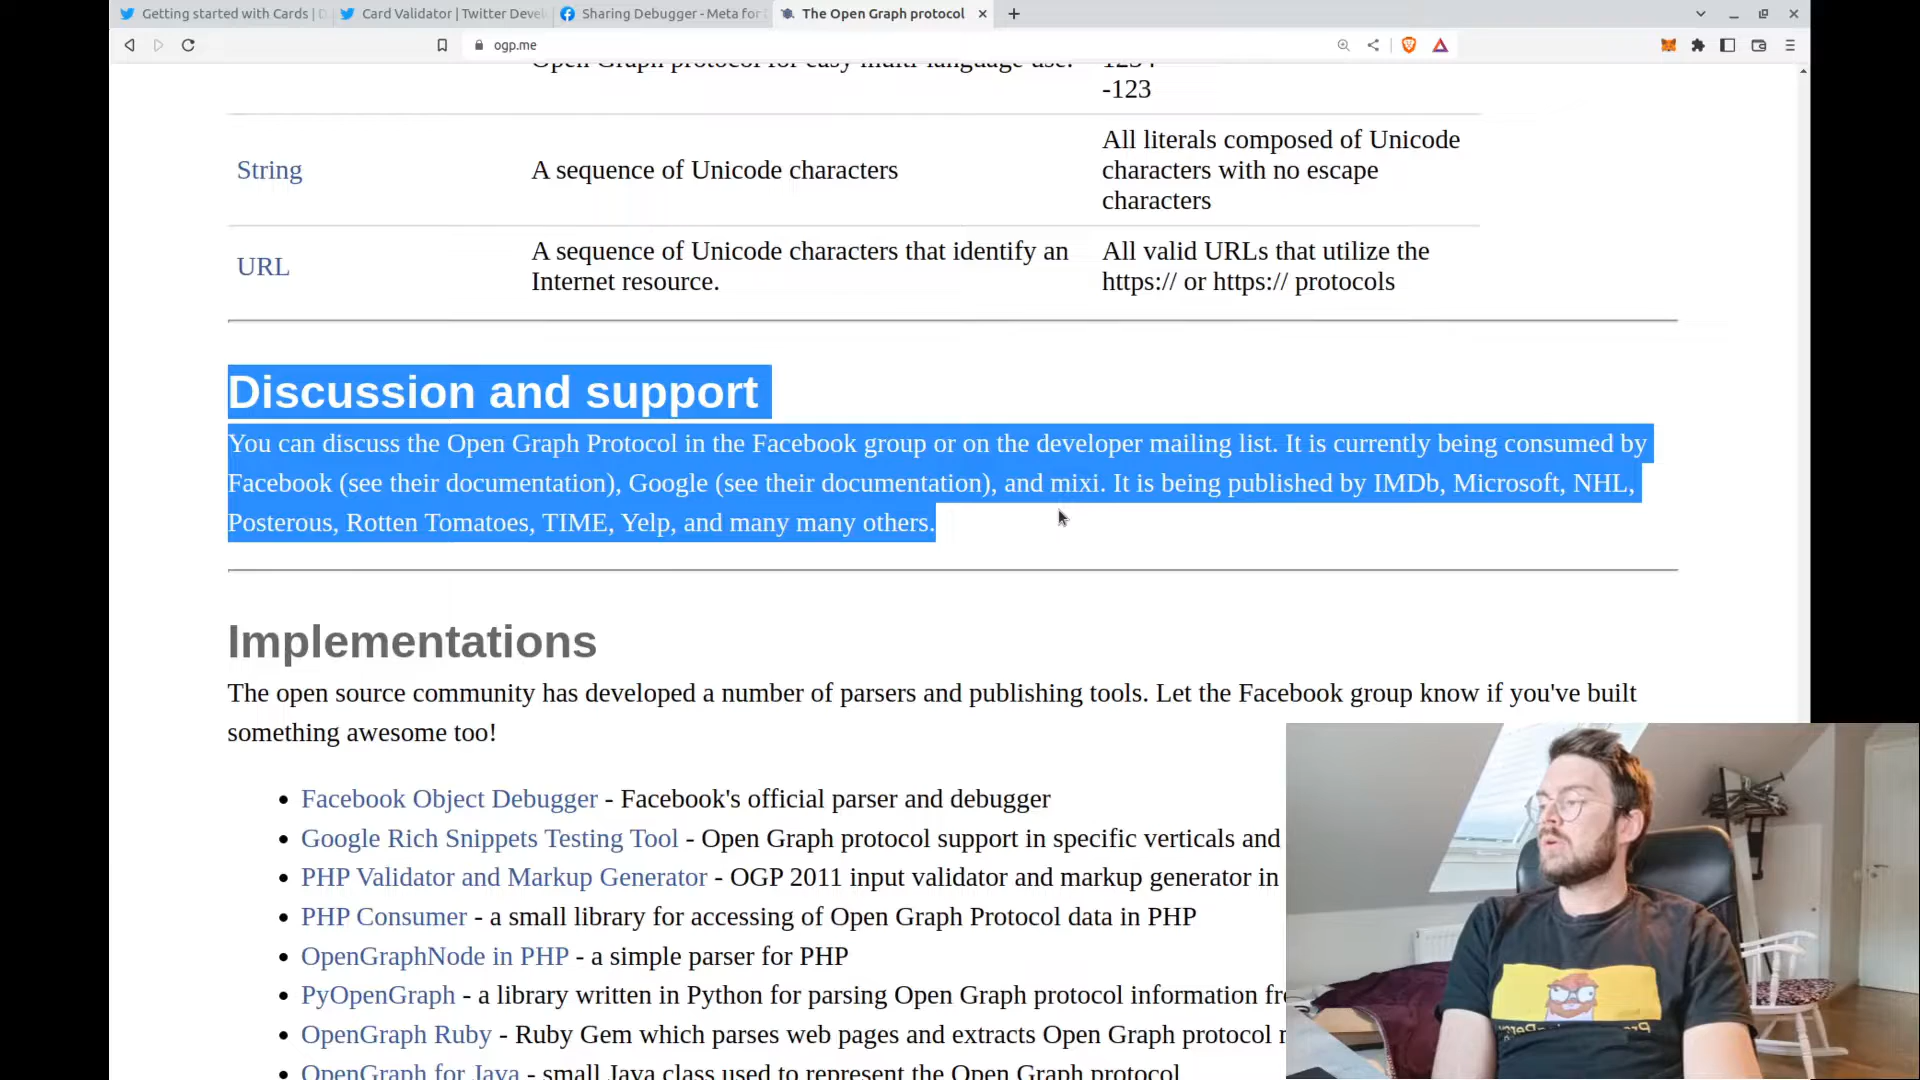 Getting started with Cards | D
Card Validator | Twitter Devel
Sharing Debugger - Meta for
The Open Graph protocol
ogp.me
Open Graph protocol for easy multi-language use.
1234
-123
String
A sequence of Unicode characters
All literals composed of Unicode
characters with no escape
characters
URL
A sequence of Unicode characters that identify an
Internet resource.
All valid URLs that utilize the
https:// or https:// protocols
Discussion and support
You can discuss the Open Graph Protocol in the Facebook group or on the developer mailing list. It is currently being consumed by
Facebook (see their documentation), Google (see their documentation), and mixi. It is being published by IMDb, Microsoft, NHL,
Posterous, Rotten Tomatoes, TIME, Yelp, and many many others.
Implementations
The open source community has developed a number of parsers and publishing tools. Let the Facebook group know if you've built
something awesome too!
Facebook Object Debugger - Facebook's official parser and debugger
Google Rich Snippets Testing Tool - Open Graph protocol support in specific verticals and
PHP Validator and Markup Generator - OGP 2011 input validator and markup generator in
PHP Consumer - a small library for accessing of Open Graph Protocol data in PHP
OpenGraphNode in PHP - a simple parser for PHP
PyOpenGraph - a library written in Python for parsing Open Graph protocol information
OpenGraph Ruby - Ruby Gem which parses web pages and extracts Open Graph protocol
OpenGraph for Java - small Java class used to represent the Open Graph protocol